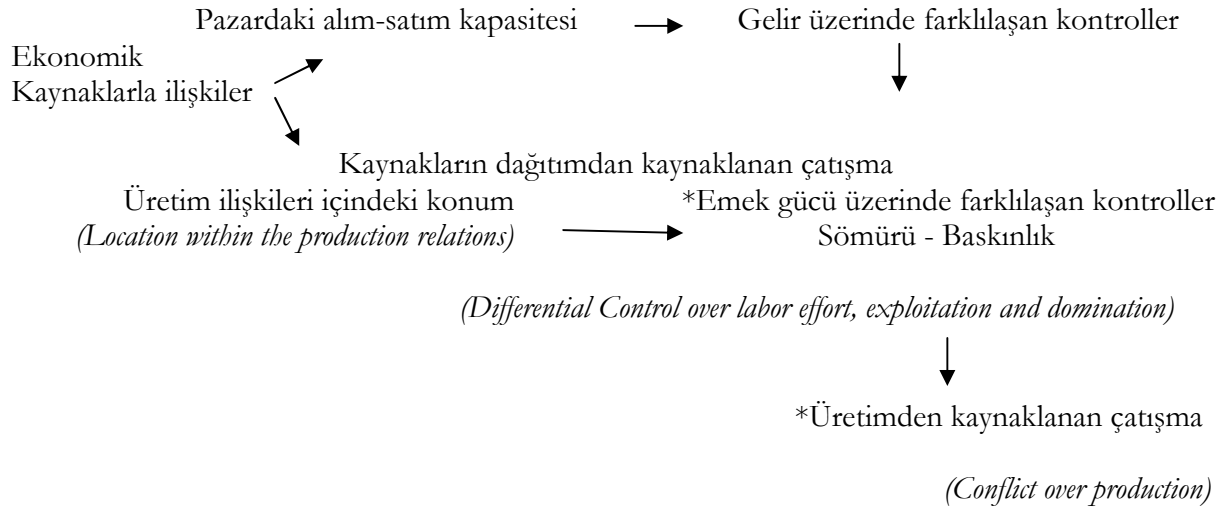 Pazardaki alım-satım kapasitesi Gelir üzerinde farklılaşan kontroller
Ekonomik
Kaynaklarla ilişkiler
Kaynakların dağıtımdan kaynaklanan çatışma
Üretim ilişkileri içindeki konum *Emek gücü üzerinde farklılaşan kontroller
(Location within the production relations) Sömürü - Baskınlık
(Differential Control over labor effort, exploitation and domination)
*Üretimden kaynaklanan çatışma
(Conflict over production)